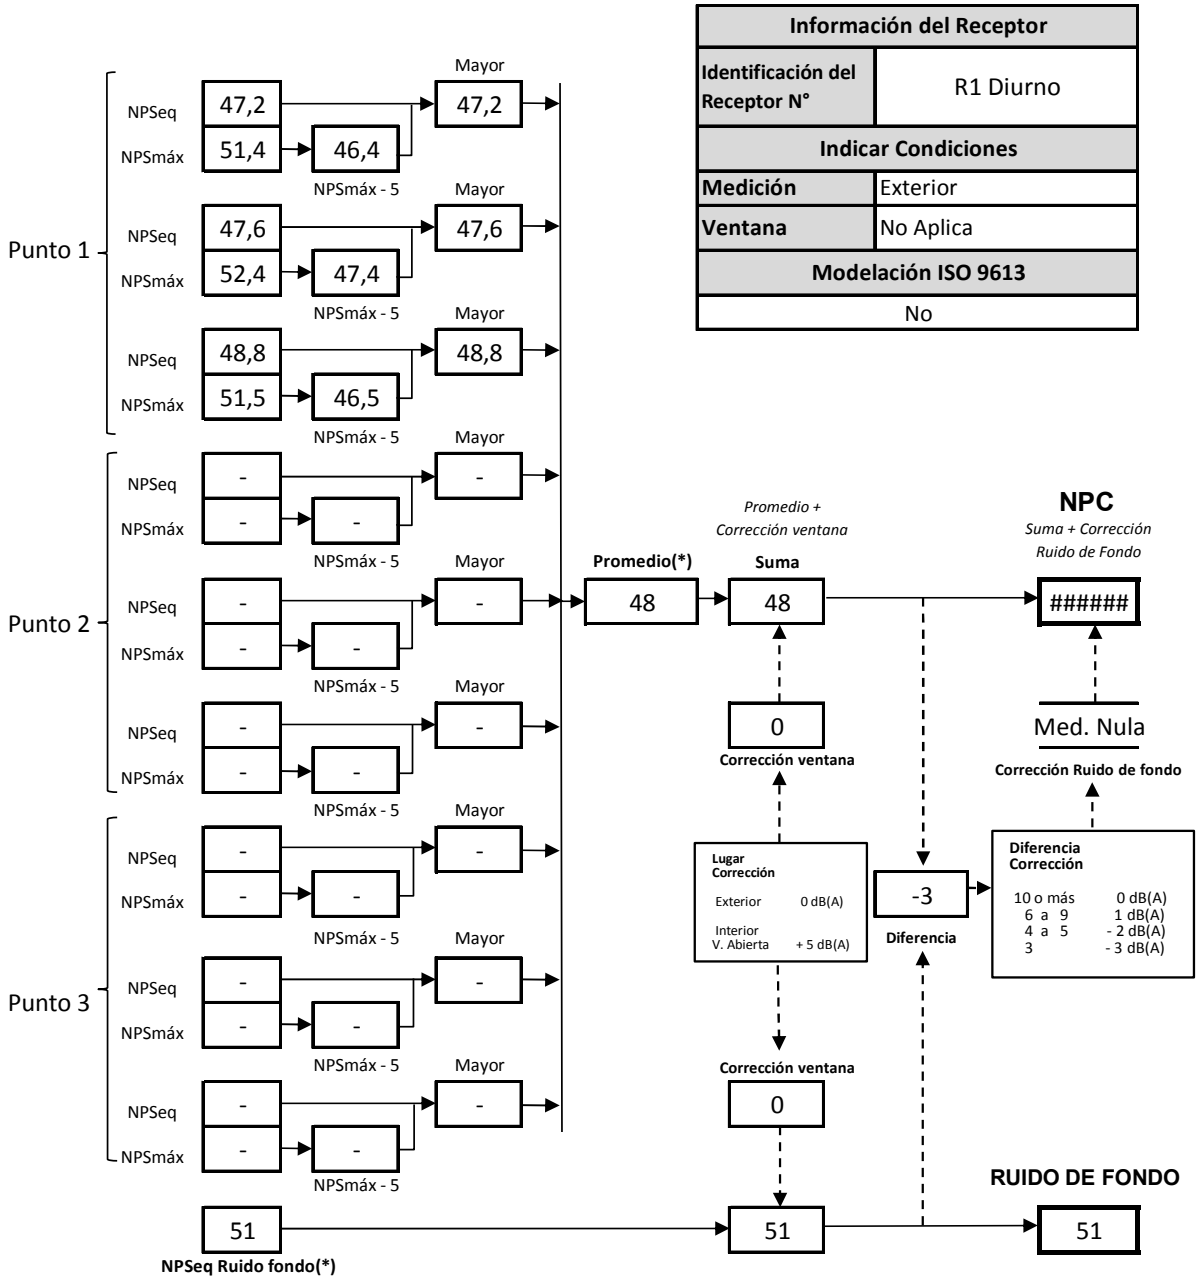 Información del Receptor
Identificación del
Receptor N°
R1 Diurno
Indicar Condiciones
Medición
Exterior
Ventana
No Aplica
Modelación ISO 9613
No
Punto 1
Mayor
NPSeq
47,2
47,2
NPSmáx
51,4
46,4
NPSmáx - 5
Mayor
NPSeq
47,6
47,6
NPSmáx
52,4
47,4
NPSmáx - 5
Mayor
NPSeq
48,8
48,8
NPSmáx
51,5
46,5
NPSmáx - 5
Punto 2
Mayor
NPSeq
-
-
NPSmáx
-
-
NPSmáx - 5
Mayor
NPSeq
-
-
NPSmáx
-
-
NPSmáx - 5
Mayor
NPSeq
-
-
NPSmáx
-
-
NPSmáx - 5
Punto 3
Mayor
NPSeq
-
-
NPSmáx
-
-
NPSmáx - 5
Mayor
NPSeq
-
-
NPSmáx
-
-
NPSmáx - 5
Mayor
NPSeq
-
-
NPSmáx
-
-
NPSmáx - 5
51
NPSeq Ruido fondo(*)
Promedio(*)
48
Promedio +
Corrección ventana
Suma
48
0
Corrección ventana
Lugar
Corrección
Exterior 0 dB(A)
Interior
V. Abierta + 5 dB(A)
Corrección ventana
0
51
-3
Diferencia
NPC
Suma + Corrección
Ruido de Fondo
######
Med. Nula
Corrección Ruido de fondo
Diferencia
Corrección
10 o más 0 dB(A)
6 a 9 1 dB(A)
4 a 5 - 2 dB(A)
3 - 3 dB(A)
RUIDO DE FONDO
51